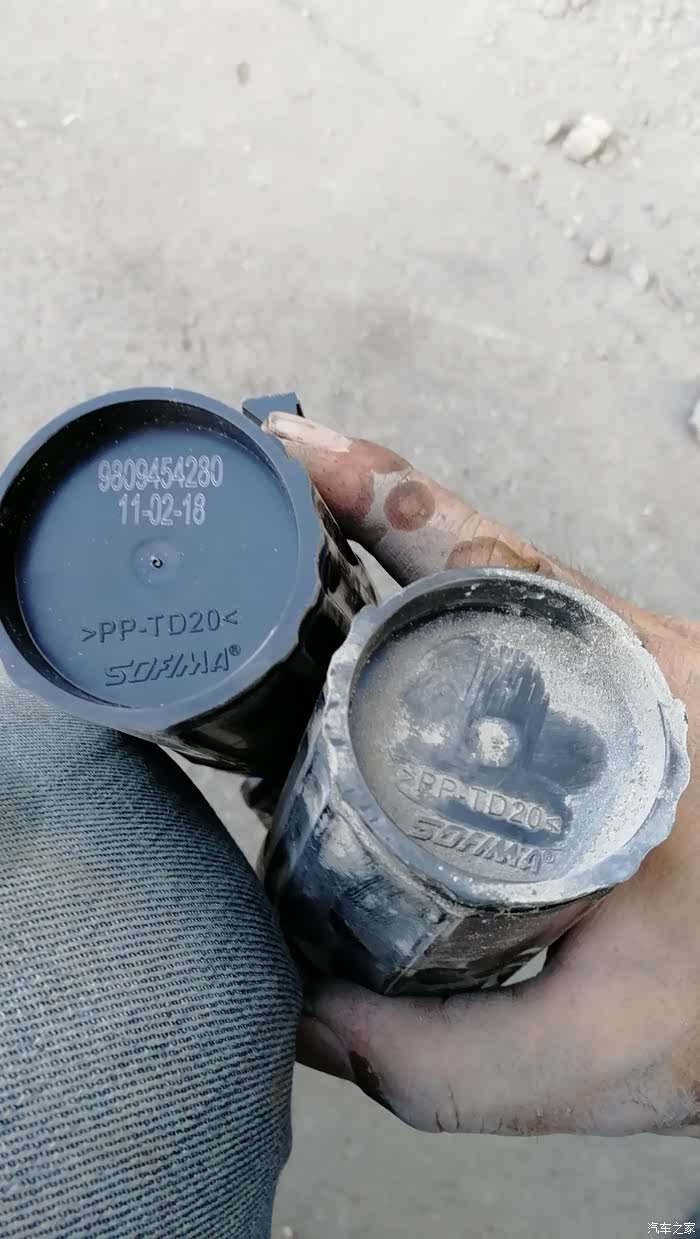 9809454280
11-02-18
>PP-TD20<
SOFIMA®
>PP-TD20<
SOFIMA®
汽车之家